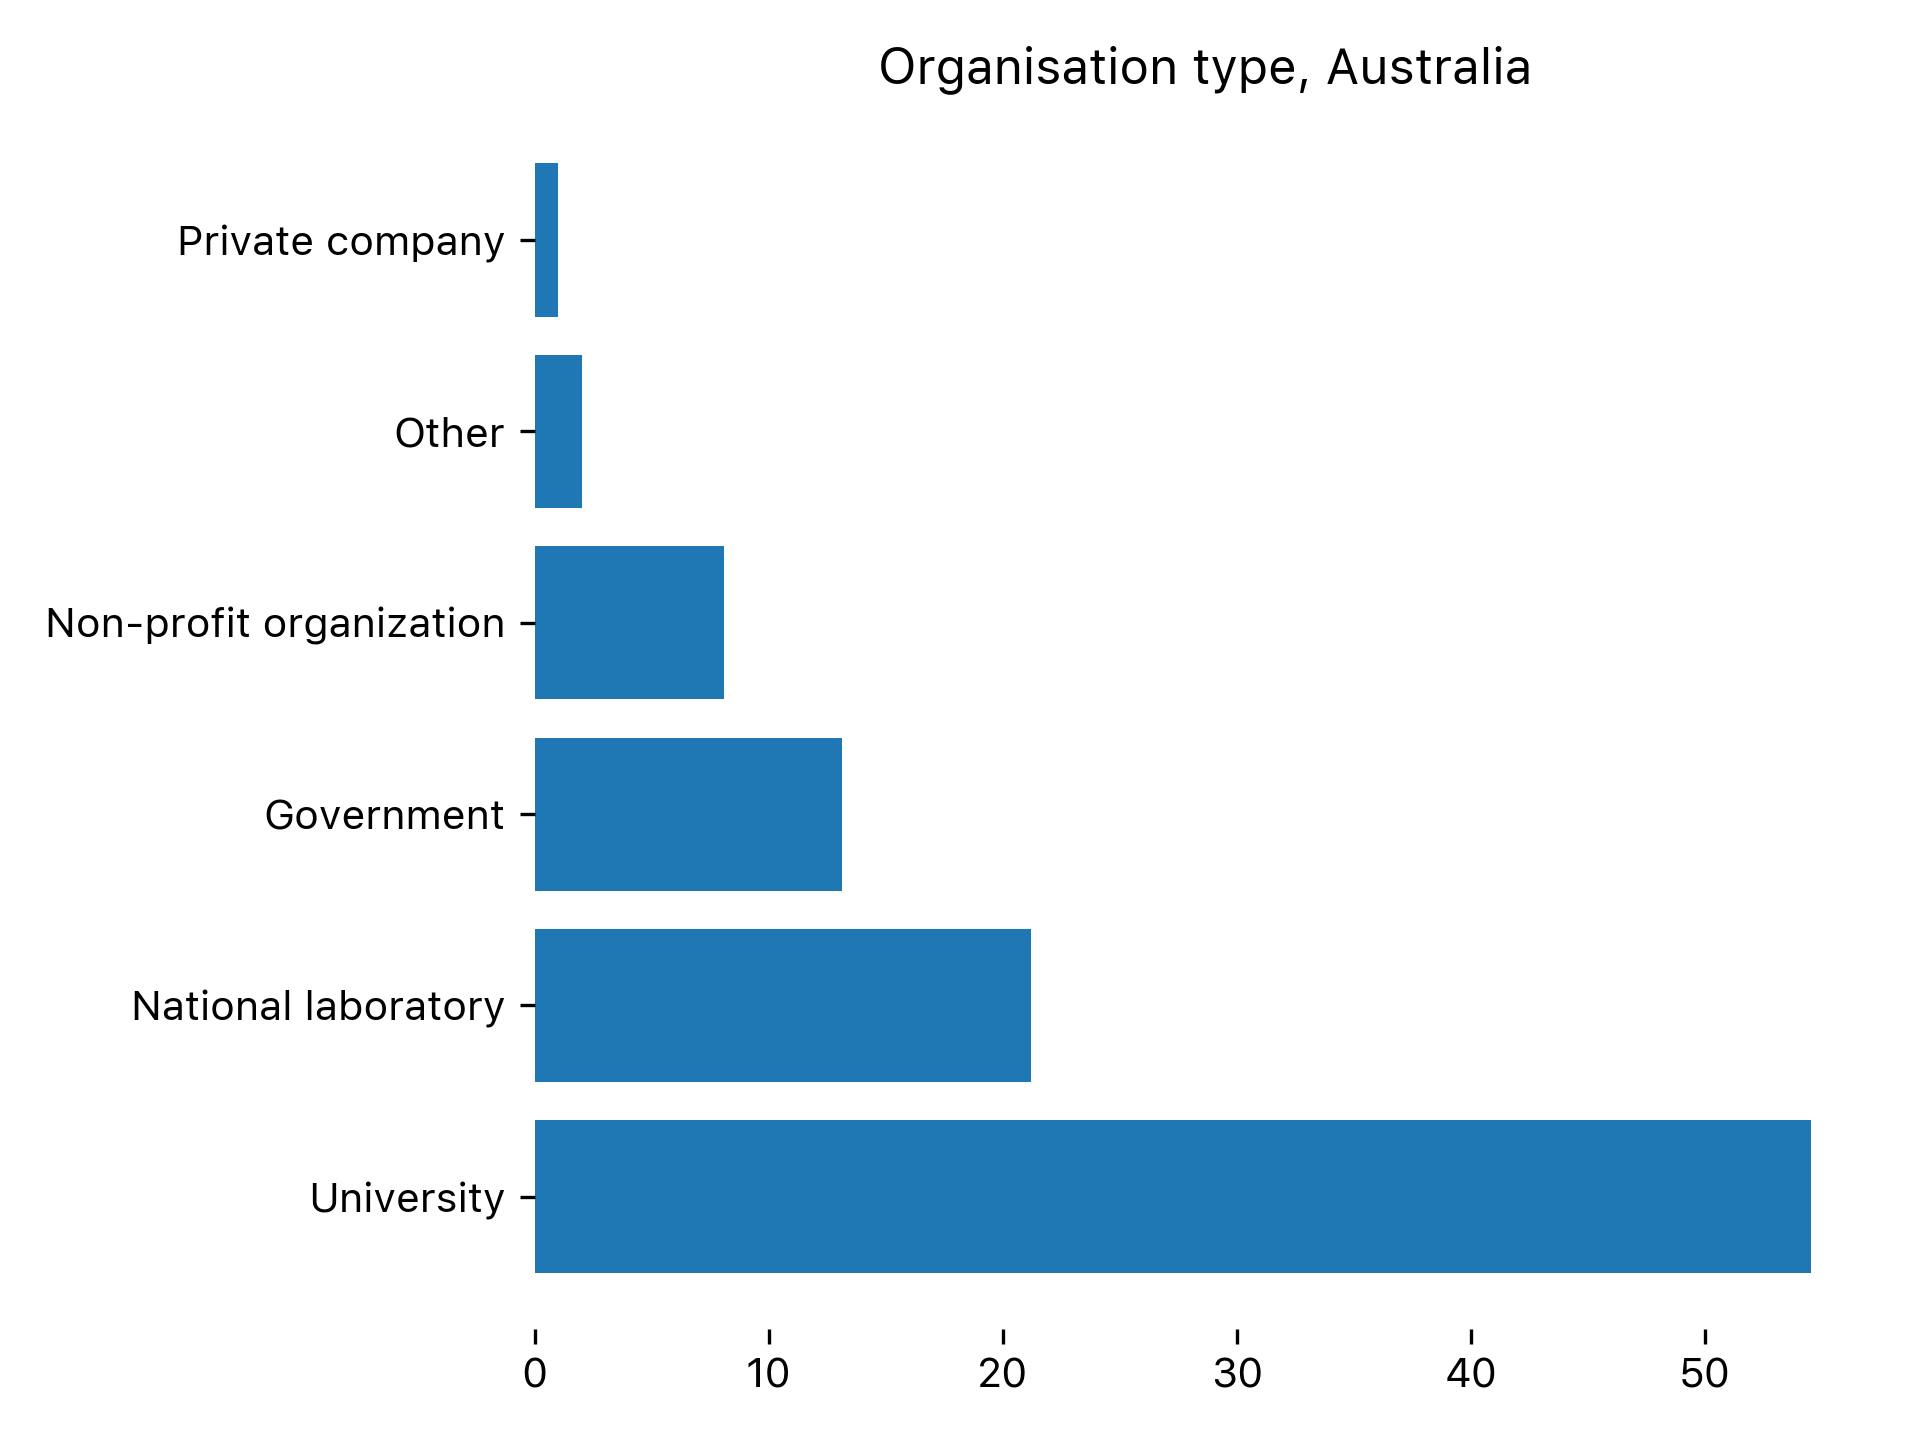 Organisation type, Australia
Private company
Other
Non-profit organization
Government
National laboratory
University
0 10 20 30 40 50